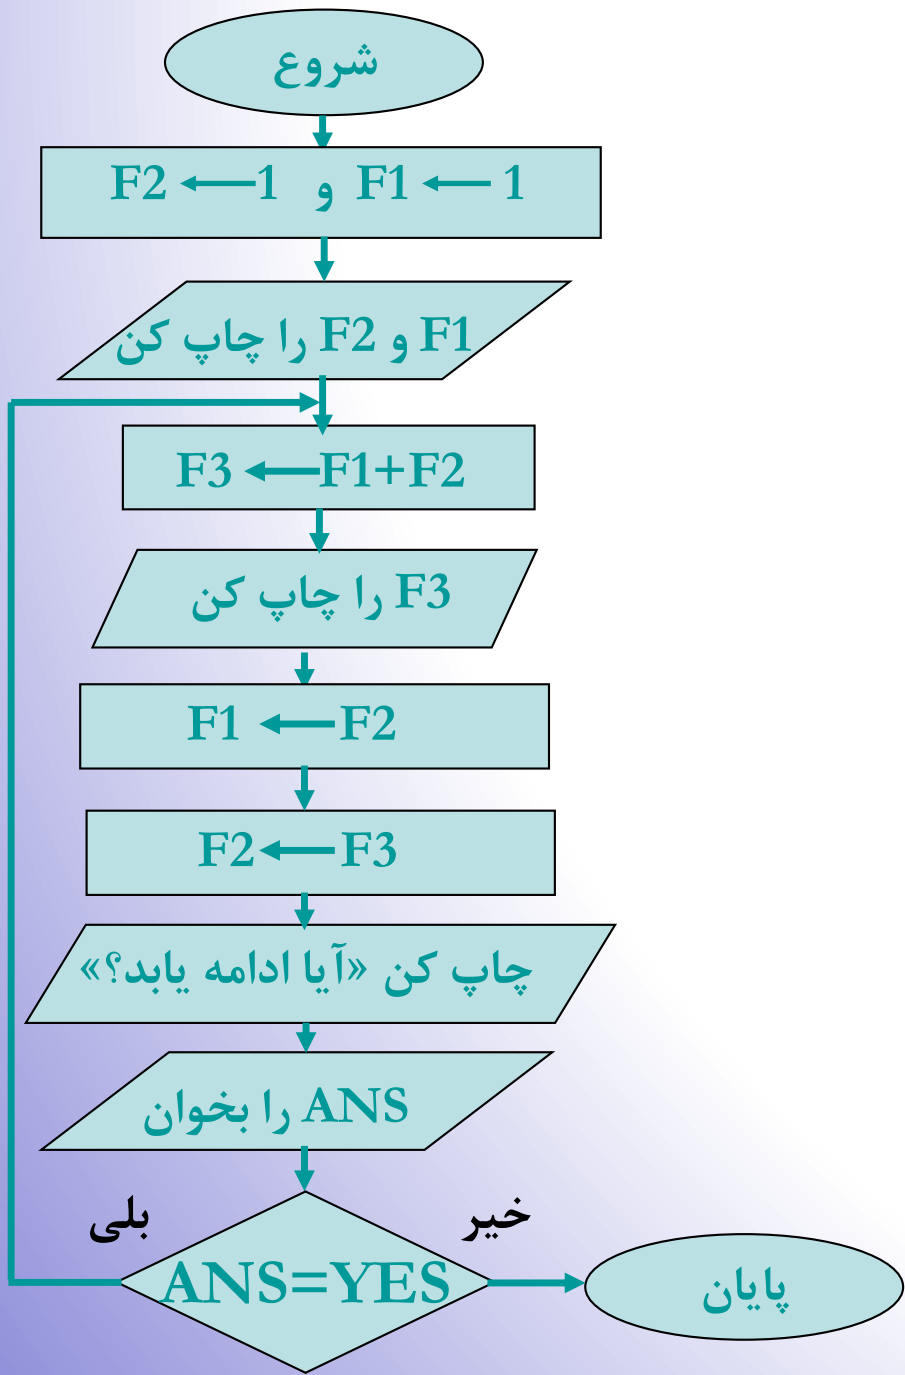 شروع
F1 ← 1 و F2 ← 1
F1 و F2 را چاپ کن
F3 ← F1+F2
F3 را چاپ کن
F1 ← F2
F2 ← F3
چاپ کن «آیا ادامه یابد؟»
ANS را بخوان
بلی
خیر
ANS=YES
پایان